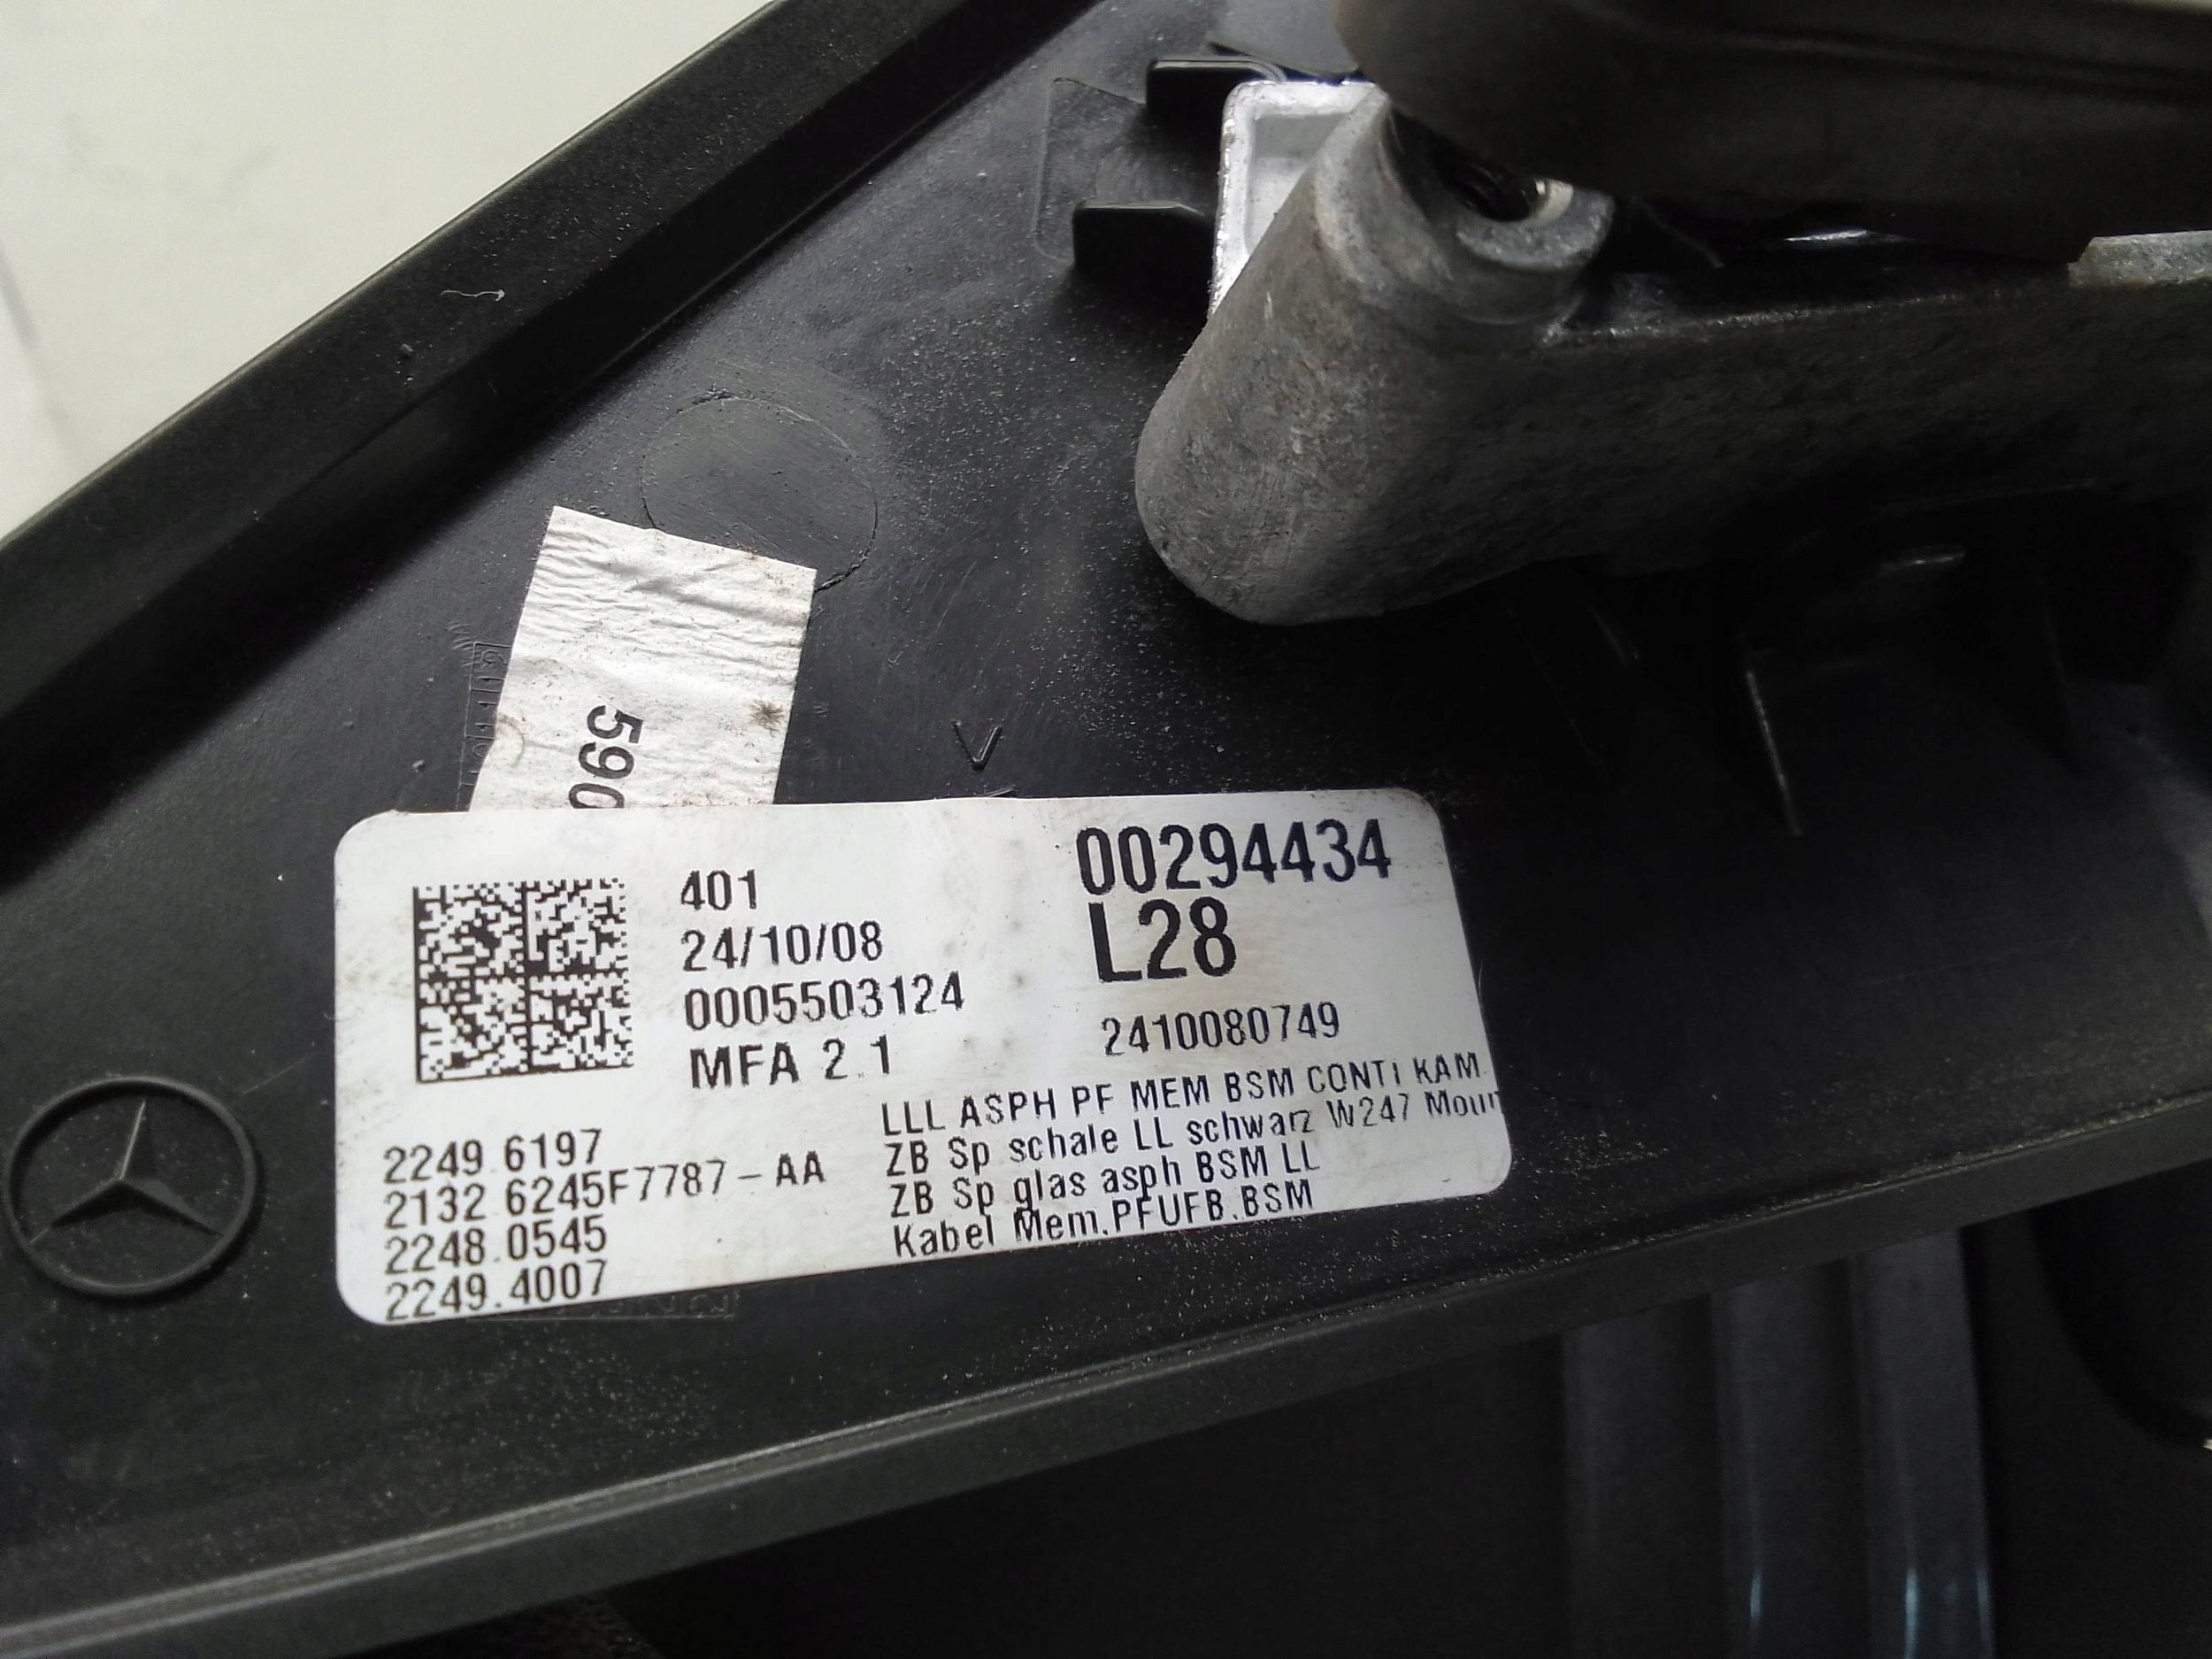 590
401
24/10/08
0005503124
MFA 2.1
00294434
L28
2410080749
LLL ASPH PF MEM BSM CONTI KAM.
2249.6197 ZB Sp schale LL schwarz W247 Moun
2132 6245F7787-AA ZB Sp glas asph BSM LL
2248.0545 Kabel Mem.PFUFB.BSM
2249.4007